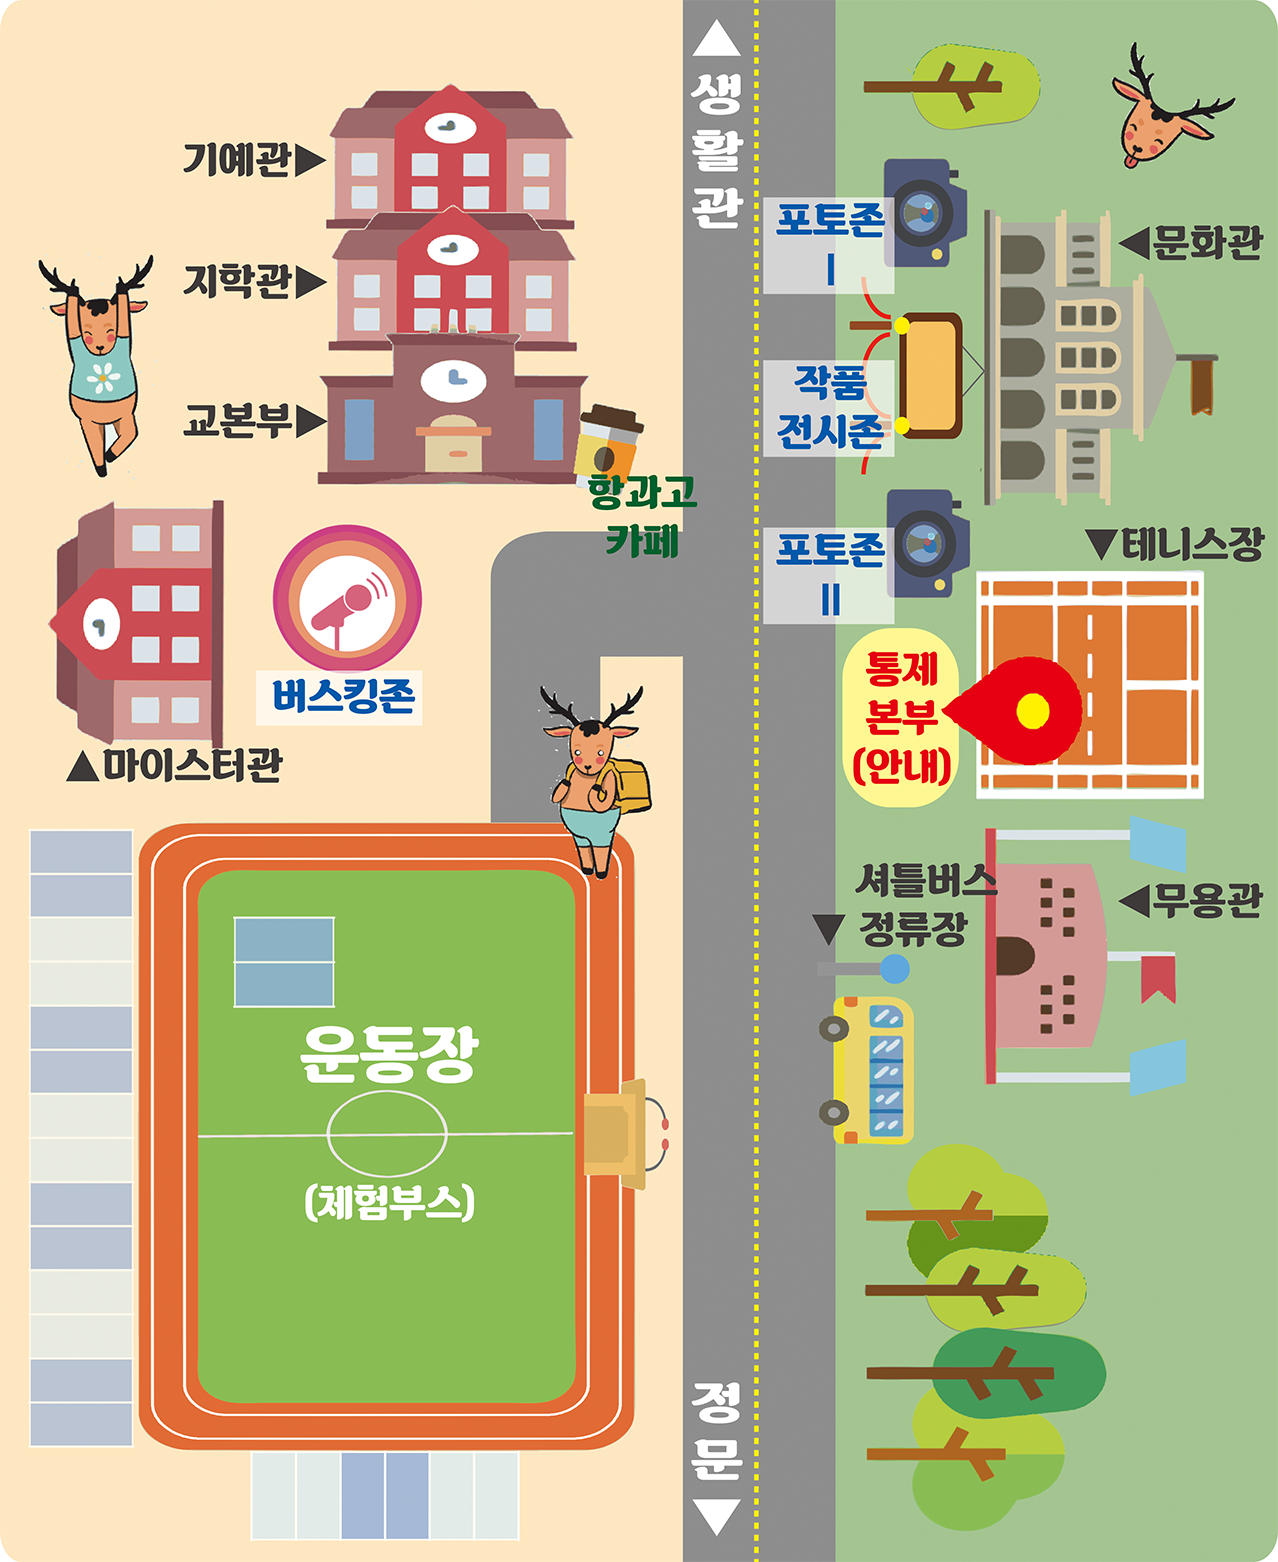 ▲
생활관
기예관▶
지학관▶
교본부▶
항과고
카페
포토존
I
◀문화관
작품
전시존
포토존
II
▼테니스장
버스킹존
▲마이스터관
통제
본부
(안내)
셔틀버스
▼정류장
◀무용관
운동장
(체험부스)
정문
▼